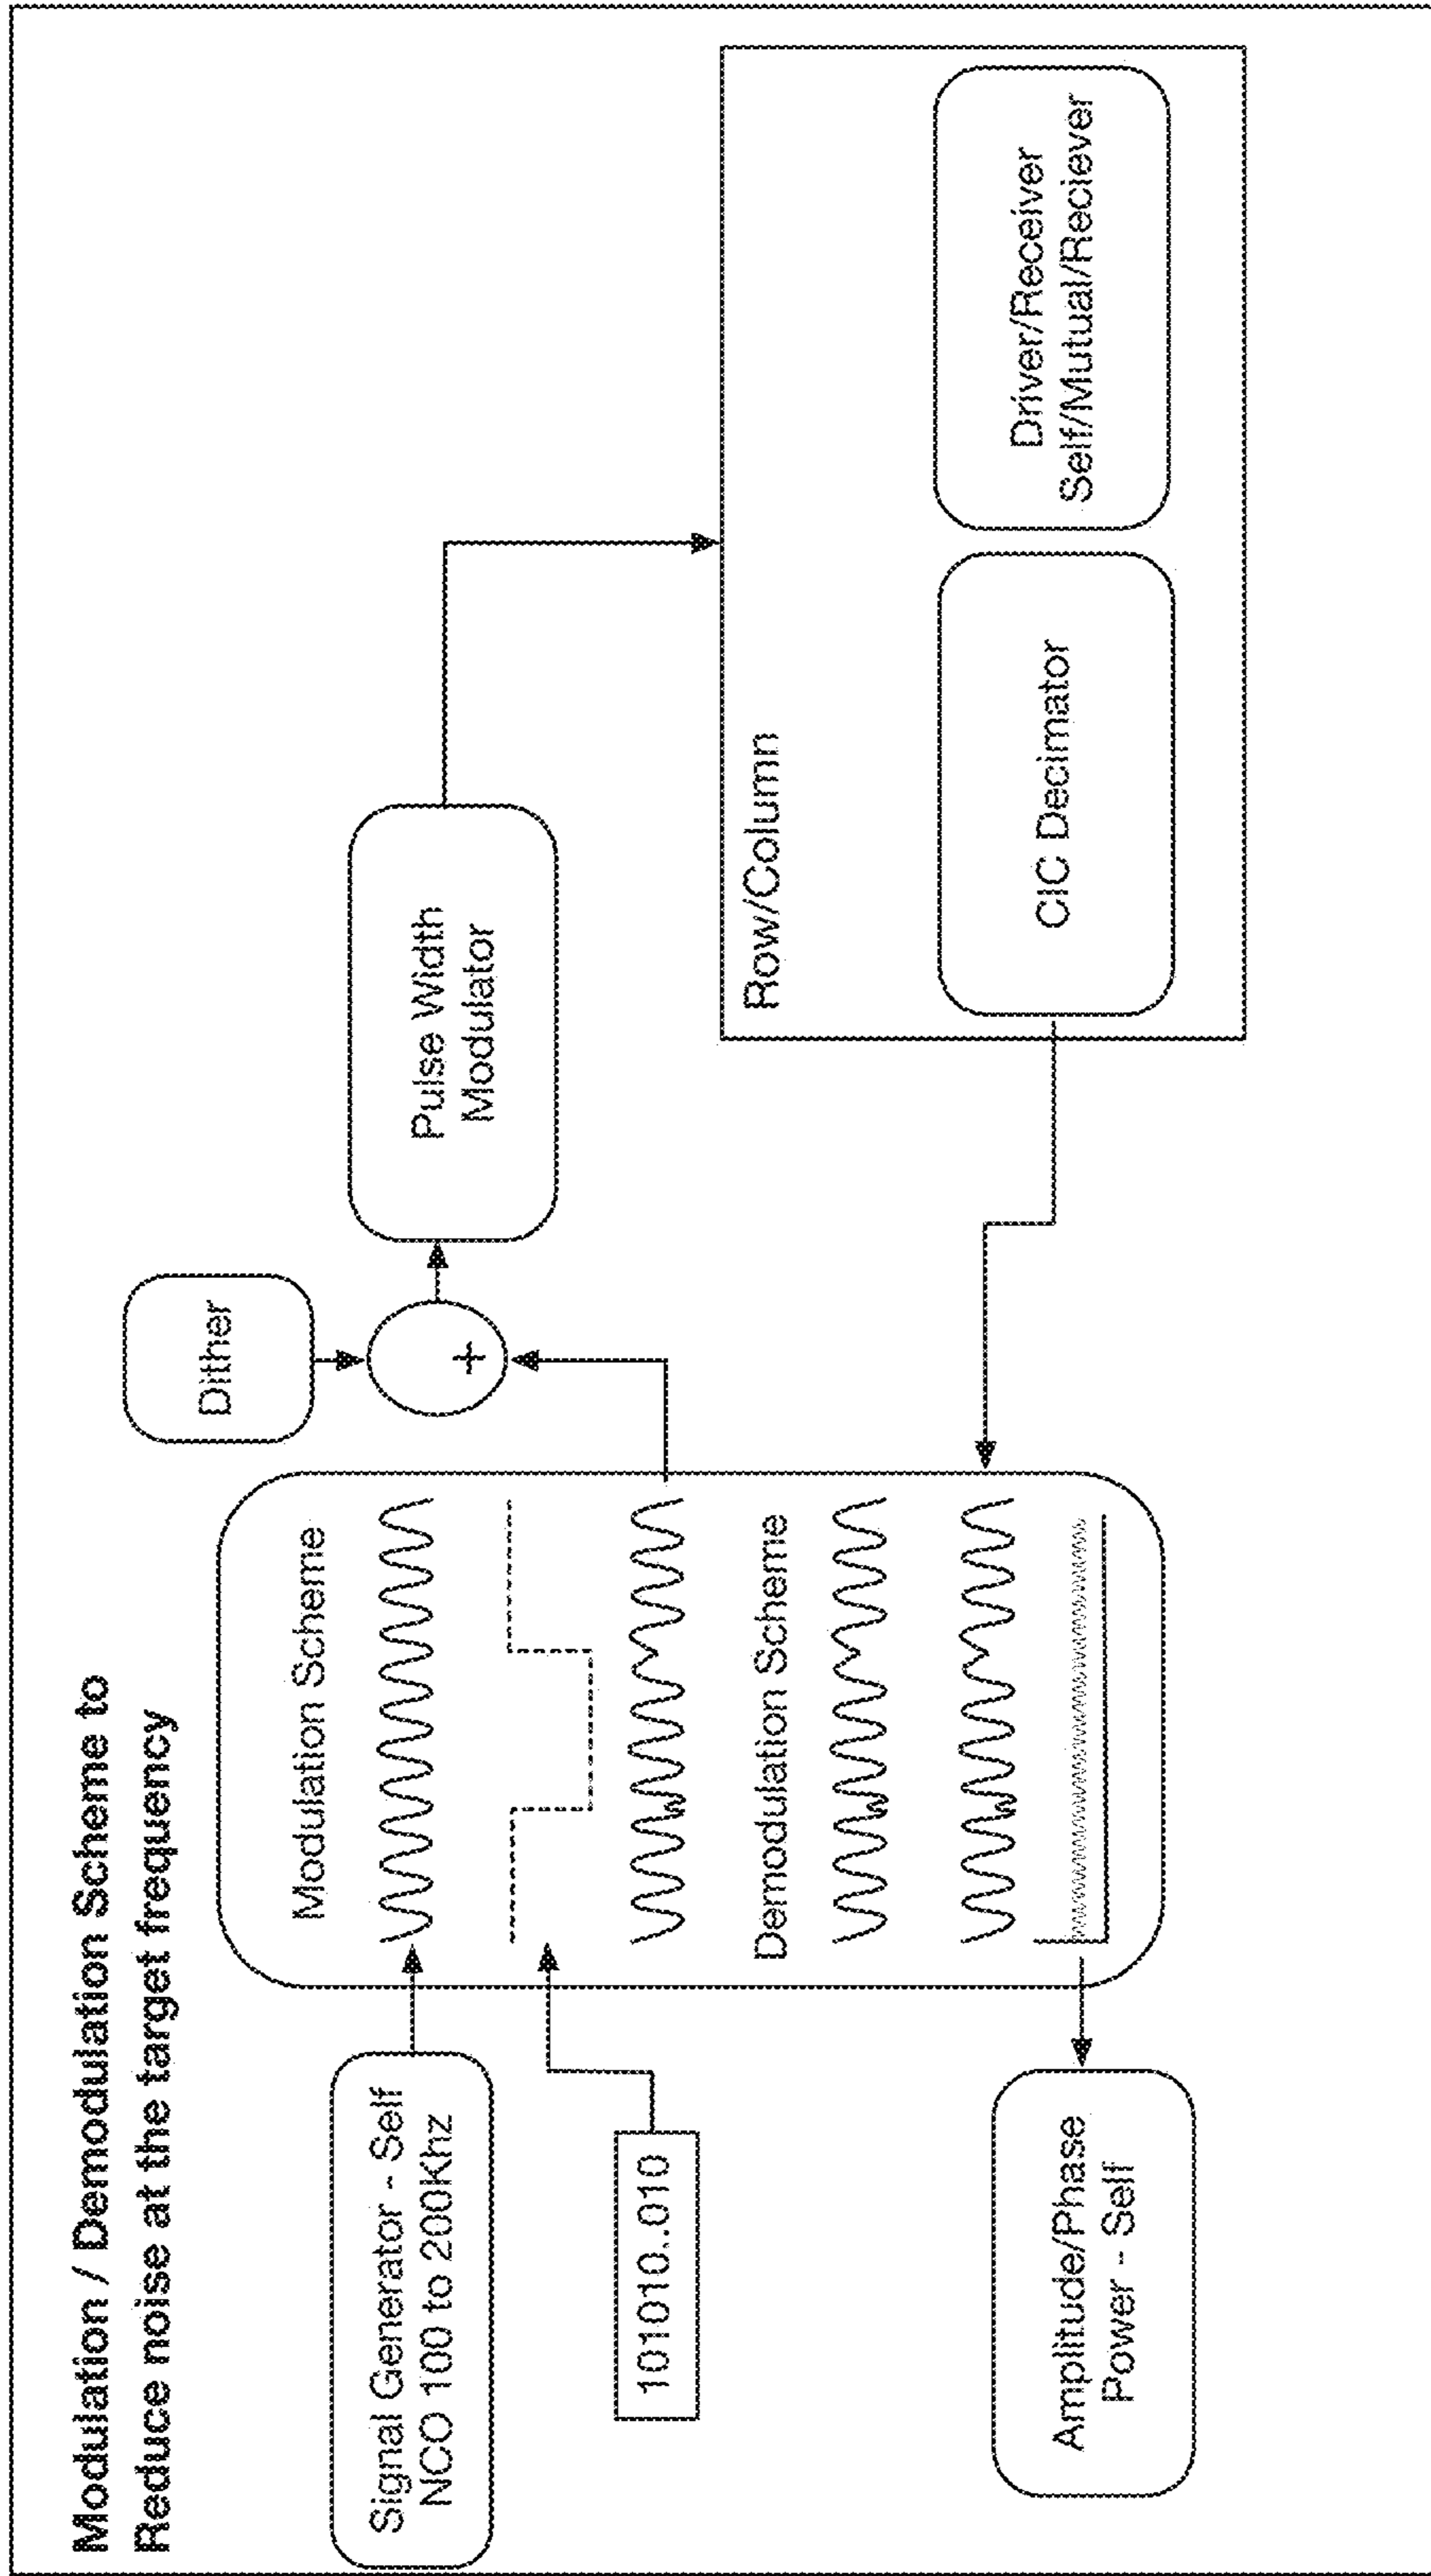 Modulation / Demodulation Scheme to
Reduce noise at the target frequency
Signal Generator - Self
NCO 100 to 200Khz
101010..010
Amplitude/Phase
Power - Self
Modulation Scheme
Demodulation Scheme
Dither
+
Pulse Width
Modulator
Row/Column
CIC Decimator
Driver/Receiver
Self/Mutual/Reciever